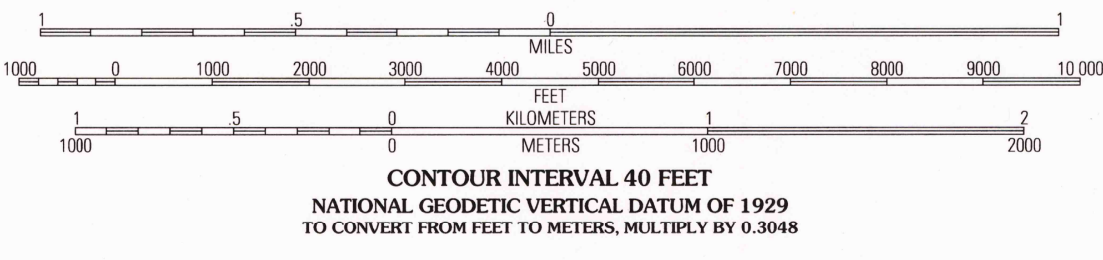 1 .5 0 1
MILES
1000 0 1000 2000 3000 4000 5000 6000 7000 8000 9000 10 000
FEET
1 .5 0 KILOMETERS 1 2
1000 0 METERS 1000 2000
CONTOUR INTERVAL 40 FEET
NATIONAL GEODETIC VERTICAL DATUM OF 1929
TO CONVERT FROM FEET TO METERS, MULTIPLY BY 0.3048